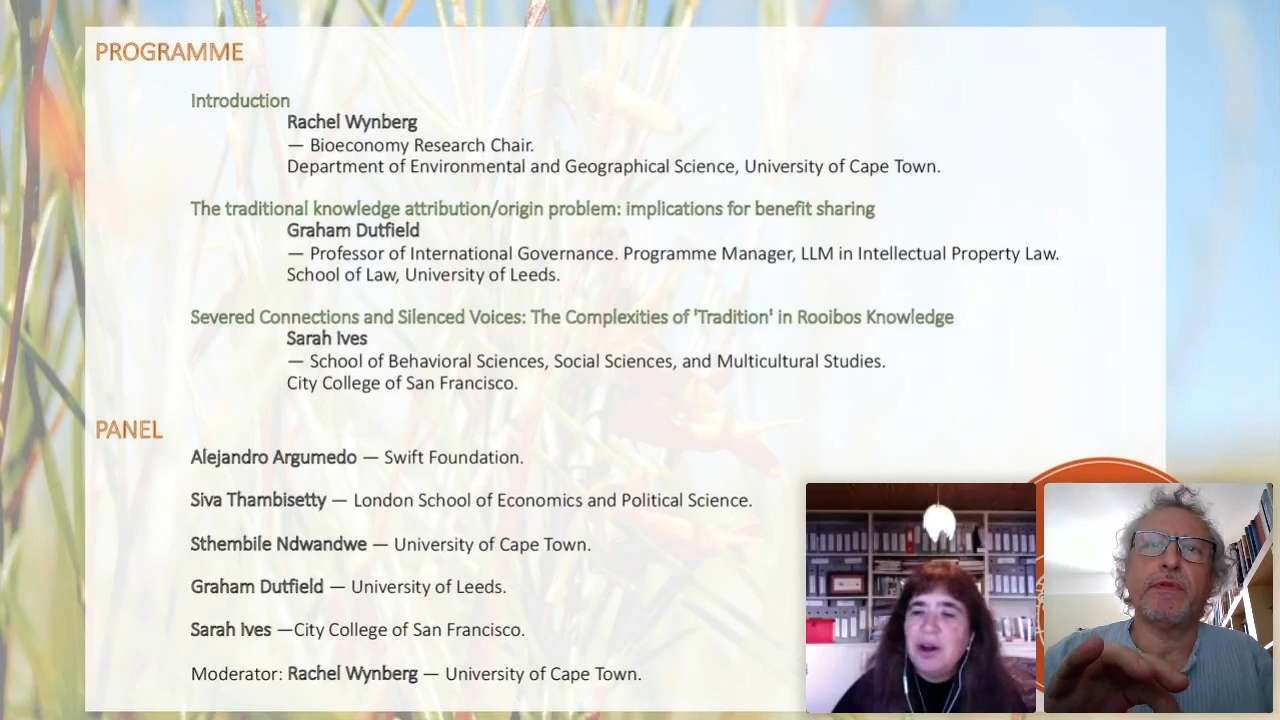 PROGRAMME
Introduction
Rachel Wynberg
— Bioeconomy Research Chair.
Department of Environmental and Geographical Science, University of Cape Town.
The traditional knowledge attribution/origin problem: implications for benefit sharing
Graham Dutfield
— Professor of International Governance. Programme Manager, LLM in Intellectual Property Law.
School of Law, University of Leeds.
Severed Connections and Silenced Voices: The Complexities of 'Tradition' in Rooibos Knowledge
Sarah Ives
— School of Behavioral Sciences, Social Sciences, and Multicultural Studies.
City College of San Francisco.
PANEL
Alejandro Argumedo — Swift Foundation.
Siva Thambisetty — London School of Economics and Political Science.
Sthembile Ndwandwe — University of Cape Town.
Graham Dutfield — University of Leeds.
Sarah Ives —City College of San Francisco.
Moderator: Rachel Wynberg — University of Cape Town.